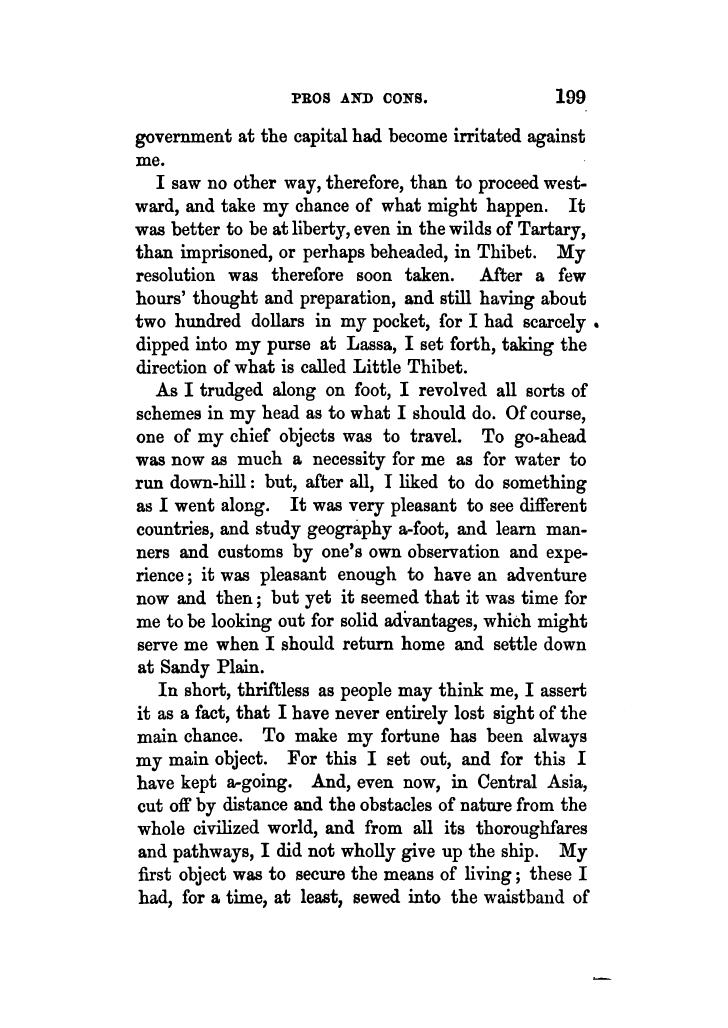 PROS AND CONS. 199
government at the capital had become irritated against
me.
I saw no other way, therefore, than to proceed west-
ward, and take my chance of what might happen. It
was better to be at liberty, even in the wilds of Tartary,
than imprisoned, or perhaps beheaded, in Thibet. My
resolution was therefore soon taken. After a few
hours' thought and preparation, and still having about
two hundred dollars in my pocket, for I had scarcely
dipped into my purse at Lassa, I set forth, taking the
direction of what is called Little Thibet.
As I trudged along on foot, I revolved all sorts of
schemes in my head as to what I should do. Of course,
one of my chief objects was to travel. To go-ahead
was now as much a necessity for me as for water to
run down-hill: but, after all, I liked to do something
as I went along. It was very pleasant to see different
countries, and study geography a-foot, and learn man-
ners and customs by one's own observation and expe-
rience; it was pleasant enough to have an adventure
now and then; but yet it seemed that it was time for
me to be looking out for solid advantages, which might
serve me when I should return home and settle down
at Sandy Plain.
In short, thriftless as people may think me, I assert
it as a fact, that I have never entirely lost sight of the
main chance. To make my fortune has been always
my main object. For this I set out, and for this I
have kept a-going. And, even now, in Central Asia,
cut off by distance and the obstacles of nature from the
whole civilized world, and from all its thoroughfares
and pathways, I did not wholly give up the ship. My
first object was to secure the means of living; these I
had, for a time, at least, sewed into the waistband of